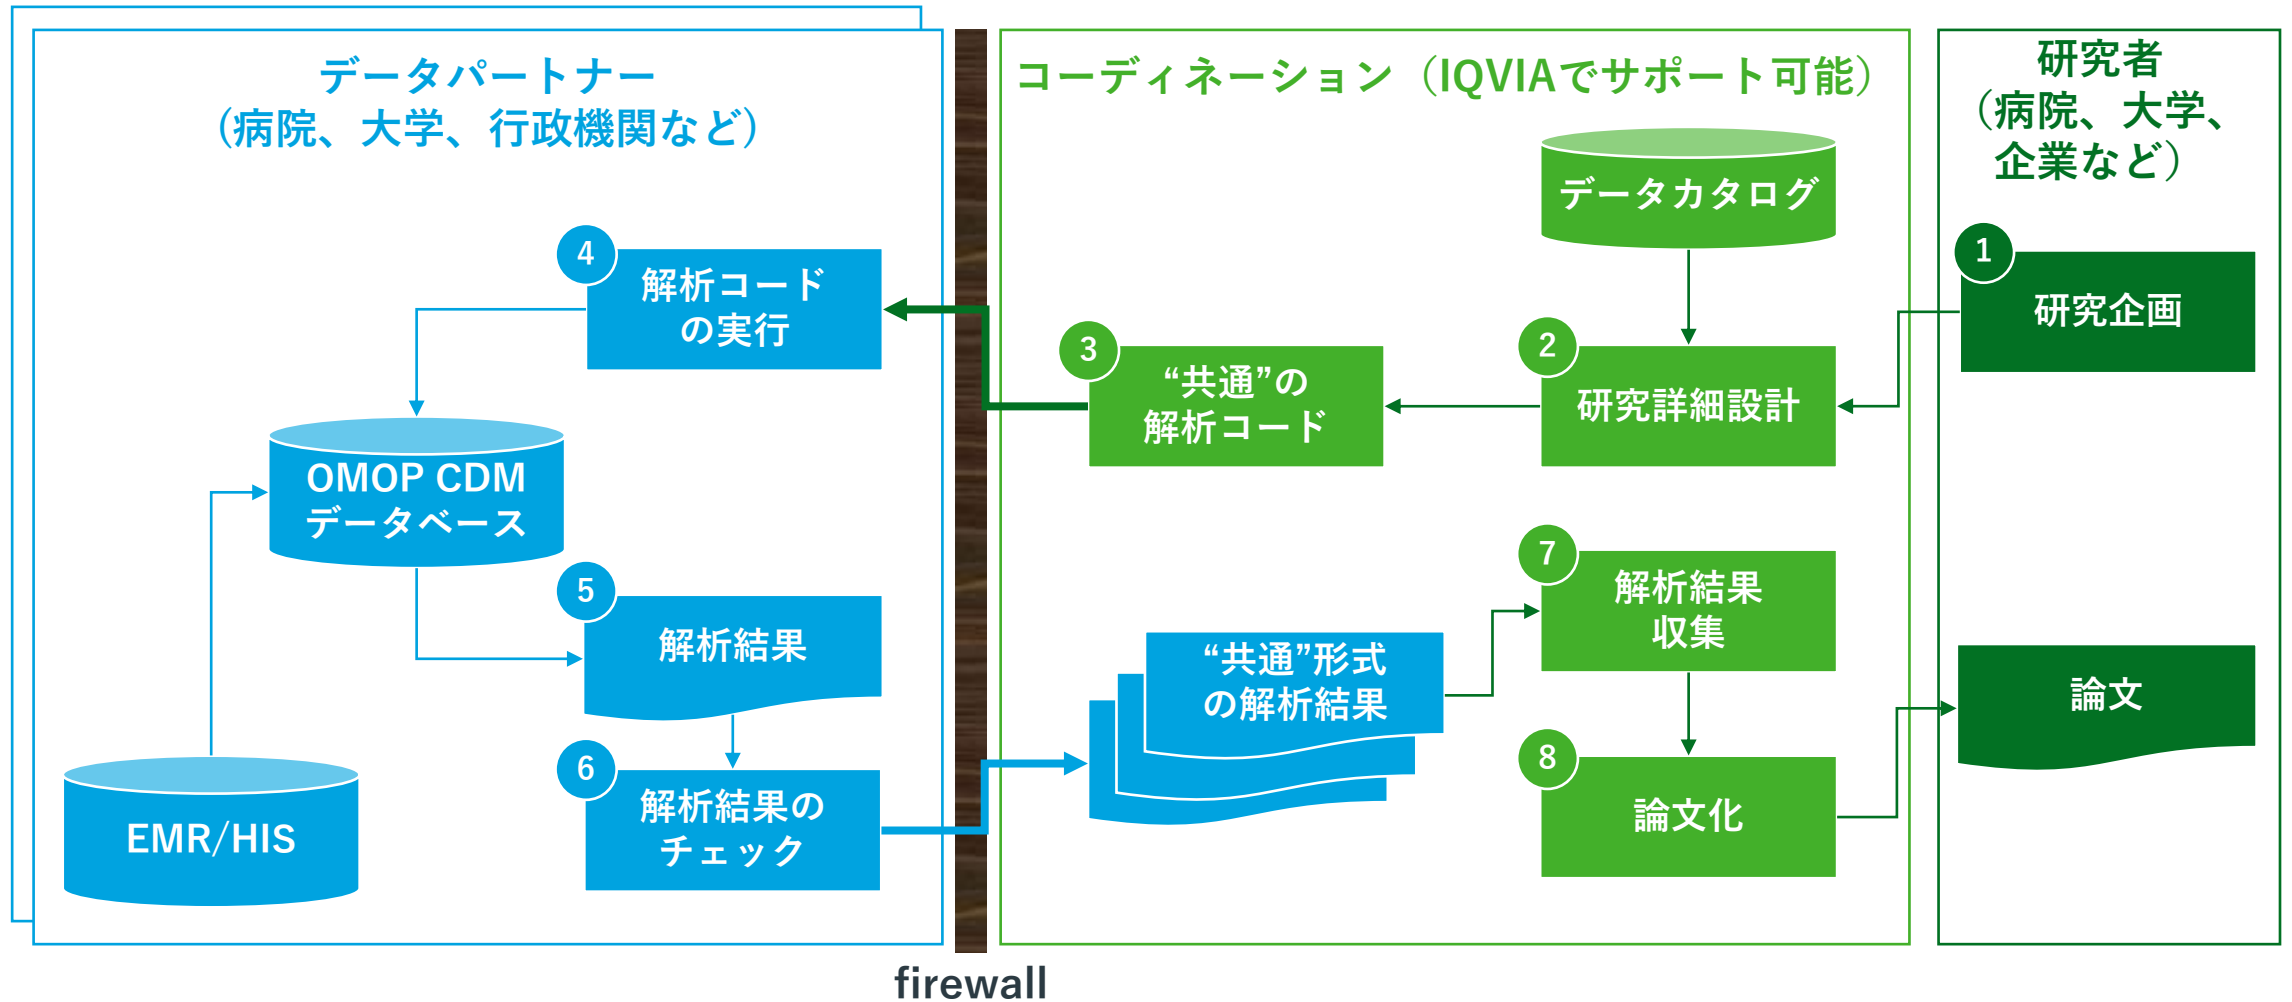 データパートナー
（病院、大学、行政機関など）
コーディネーション（IQVIAでサポート可能）
研究者
（病院、大学、
企業など）
データカタログ
1
研究企画
2
研究詳細設計
3
“共通”の
解析コード
4
解析コード
の実行
OMOP CDM
データベース
EMR/HIS
5
解析結果
6
解析結果の
チェック
“共通”形式
の解析結果
7
解析結果
収集
8
論文化
論文
firewall